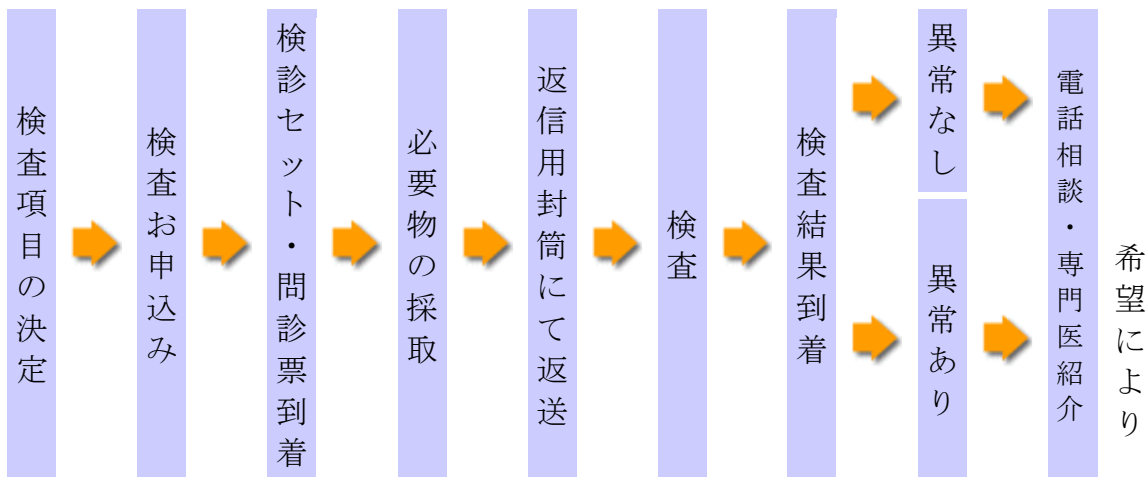 検査項目の決定
検査お申込み
検診セット・問診票到着
必要物の採取
返信用封筒にて返送
検査
検査結果到着
異常なし
異常あり
電話相談・専門医紹介
希望により